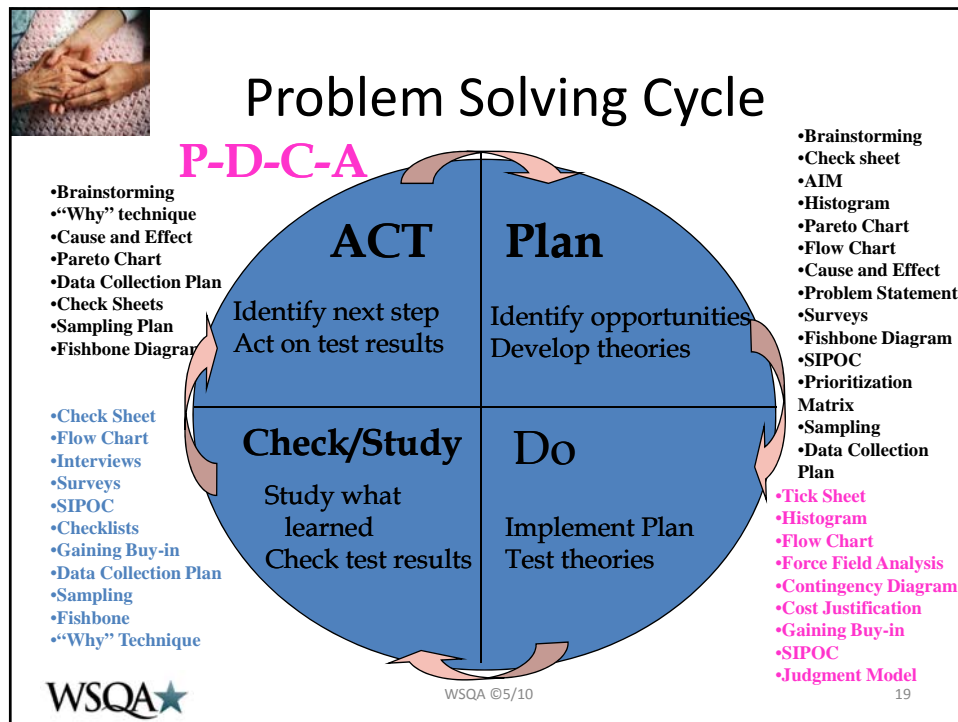 Problem Solving Cycle
P-D-C-A
•Brainstorming
•“Why” technique
•Cause and Effect
•Pareto Chart
•Data Collection Plan
•Check Sheets
•Sampling Plan
•Fishbone Diagram
ACT
Identify next step
Act on test results
Plan
Identify opportunities
Develop theories
•Brainstorming
•Check sheet
•AIM
•Histogram
•Pareto Chart
•Flow Chart
•Cause and Effect
•Problem Statement
•Surveys
•Fishbone Diagram
•SIPOC
•Prioritization
Matrix
•Sampling
•Data Collection
Plan
•Check Sheet
•Flow Chart
•Interviews
•Surveys
•SIPOC
•Checklists
•Gaining Buy-in
•Data Collection Plan
•Sampling
•Fishbone
•“Why” Technique
Check/Study
Study what
learned
Check test results
Do
Implement Plan
Test theories
•Tick Sheet
•Histogram
•Flow Chart
•Force Field Analysis
•Contingency Diagram
•Cost Justification
•Gaining Buy-in
•SIPOC
•Judgment Model
WSQA
WSQA ©5/10
19